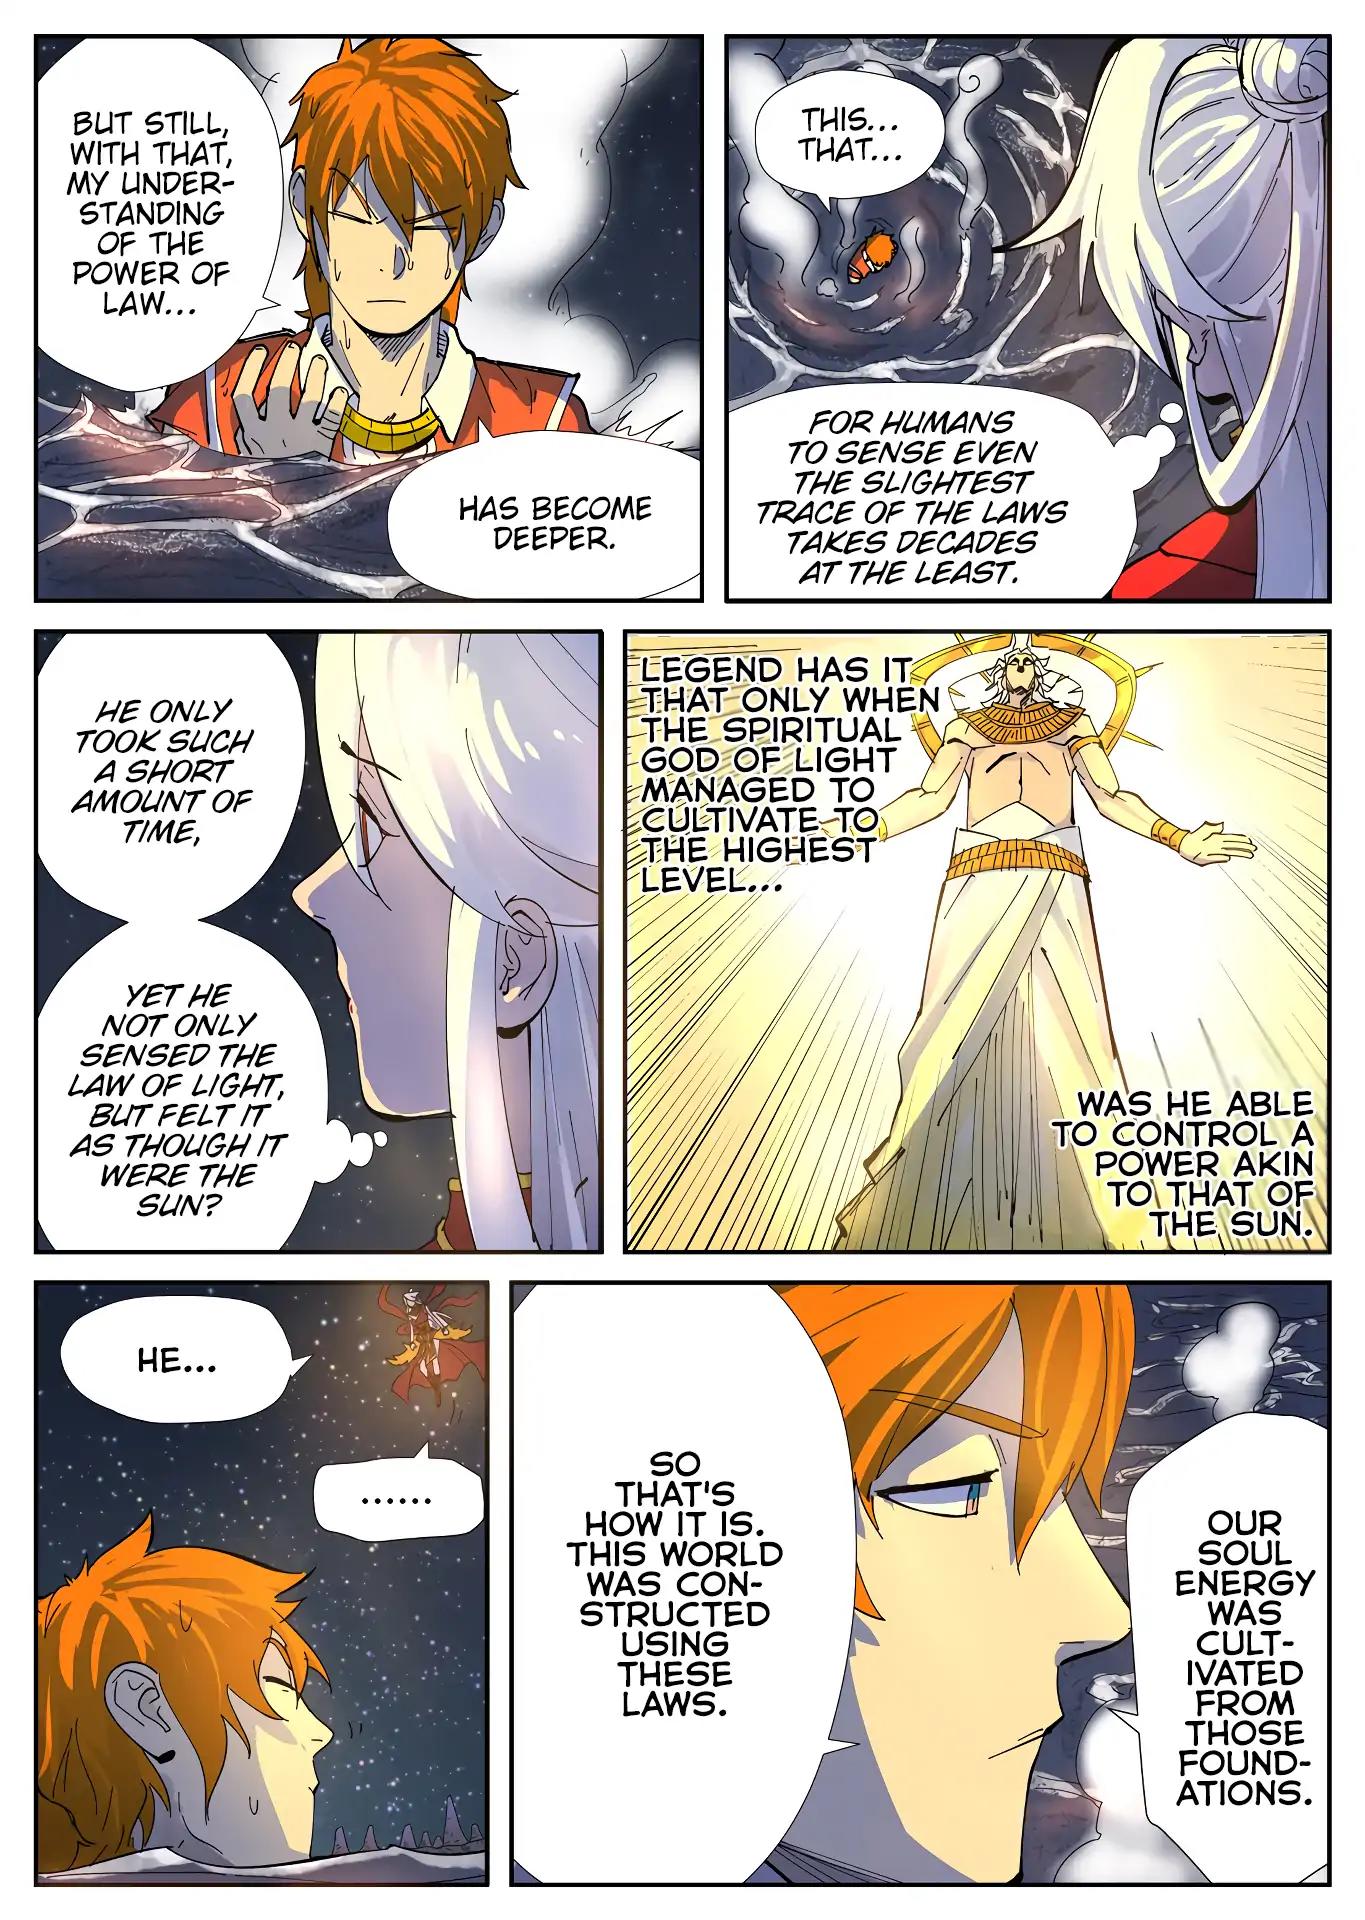 BUT STILL,
WITH THAT,
MY UNDER-
STANDING
OF THE
POWER OF
LAW...
HAS BECOME
DEEPER.
THIS...
THAT...
FOR HUMANS
TO SENSE EVEN
THE SLIGHTEST
TRACE OF THE LAWS
TAKES DECADES
AT THE LEAST.
HE ONLY
TOOK SUCH
A SHORT
AMOUNT OF
TIME,
YET HE
NOT ONLY
SENSED THE
LAW OF LIGHT,
BUT FELT IT
AS THOUGH IT
WERE THE
SUN?
LEGEND HAS IT
THAT ONLY WHEN
THE SPIRITUAL
GOD OF LIGHT
MANAGED TO
CULTIVATE TO
THE HIGHEST
LEVEL...
WAS HE ABLE
TO CONTROL A
POWER AKIN
TO THAT OF
THE SUN.
HE...
......
SO
THAT'S
HOW IT IS.
THIS WORLD
WAS CON-
STRUCTED
USING
THESE
LAWS.
OUR
SOUL
ENERGY
WAS
CULT-
IVATED
FROM
THOSE
FOUND-
ATIONS.